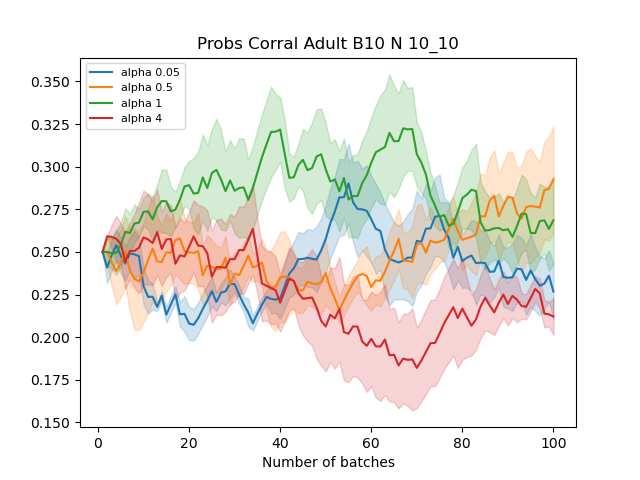 Probs Corral Adult B10 N 10_10
alpha 0.05
alpha 0.5
alpha 1
alpha 4
0.350
0.325
0.300
0.275
0.250
0.225
0.200
0.175
0.150
0 20 40 60 80 100
Number of batches